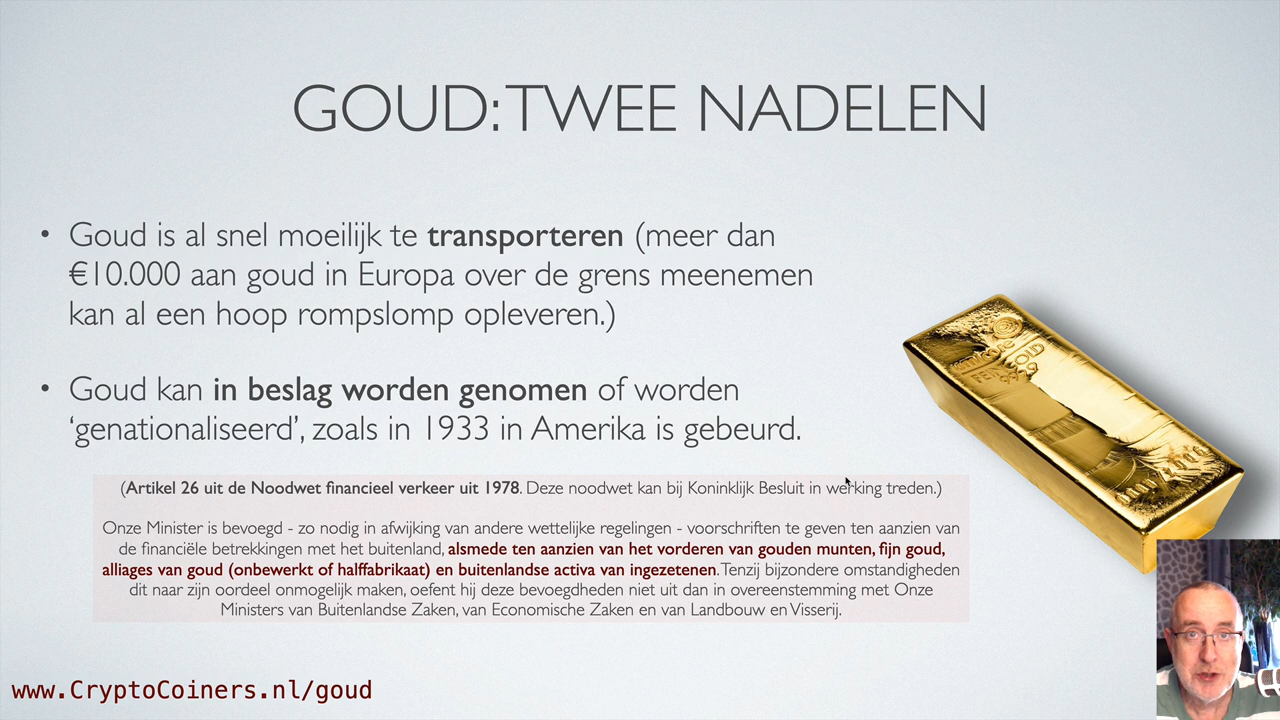 GOUD: TWEE NADELEN
• Goud is al snel moeilijk te transporteren (meer dan
€10.000 aan goud in Europa over de grens meenemen
kan al een hoop rompslomp opleveren.)
• Goud kan in beslag worden genomen of worden
‘genationaliseerd’, zoals in 1933 in Amerika is gebeurd.
(Artikel 26 uit de Noodwet financieel verkeer uit 1978. Deze noodwet kan bij Koninklijk Besluit in werking treden.)
Onze Minister is bevoegd - zo nodig in afwijking van andere wettelijke regelingen - voorschriften te geven ten aanzien van
de financiële betrekkingen met het buitenland, alsmede ten aanzien van het vorderen van gouden munten, fijn goud,
alliages van goud (onbewerkt of halffabrikaat) en buitenlandse activa van ingezetenen. Tenzij bijzondere omstandigheden
dit naar zijn oordeel onmogelijk maken, oefent hij deze bevoegdheden niet uit dan in overeenstemming met Onze
Ministers van Buitenlandse Zaken, van Economische Zaken en van Landbouw en Visserij.
www.CryptoCoiners.nl/goud